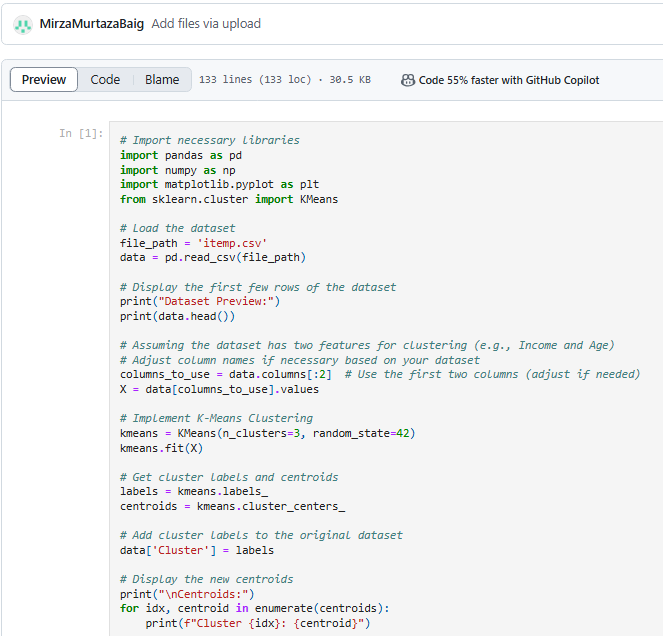 MirzaMurtazaBaig Add files via upload
Preview Code Blame 133 lines (133 loc) · 30.5 KB Code 55% faster with GitHub Copilot
In [1]:
# Import necessary libraries
import pandas as pd
import numpy as np
import matplotlib.pyplot as plt
from sklearn.cluster import KMeans

# Load the dataset
file_path = 'itemp.csv'
data = pd.read_csv(file_path)

# Display the first few rows of the dataset
print("Dataset Preview:")
print(data.head())

# Assuming the dataset has two features for clustering (e.g., Income and Age)
# Adjust column names if necessary based on your dataset
columns_to_use = data.columns[:2]  # Use the first two columns (adjust if needed)
X = data[columns_to_use].values

# Implement K-Means Clustering
kmeans = KMeans(n_clusters=3, random_state=42)
kmeans.fit(X)

# Get cluster labels and centroids
labels = kmeans.labels_
centroids = kmeans.cluster_centers_

# Add cluster labels to the original dataset
data['Cluster'] = labels

# Display the new centroids
print("\nCentroids:")
for idx, centroid in enumerate(centroids):
    print(f"Cluster {idx}: {centroid}")